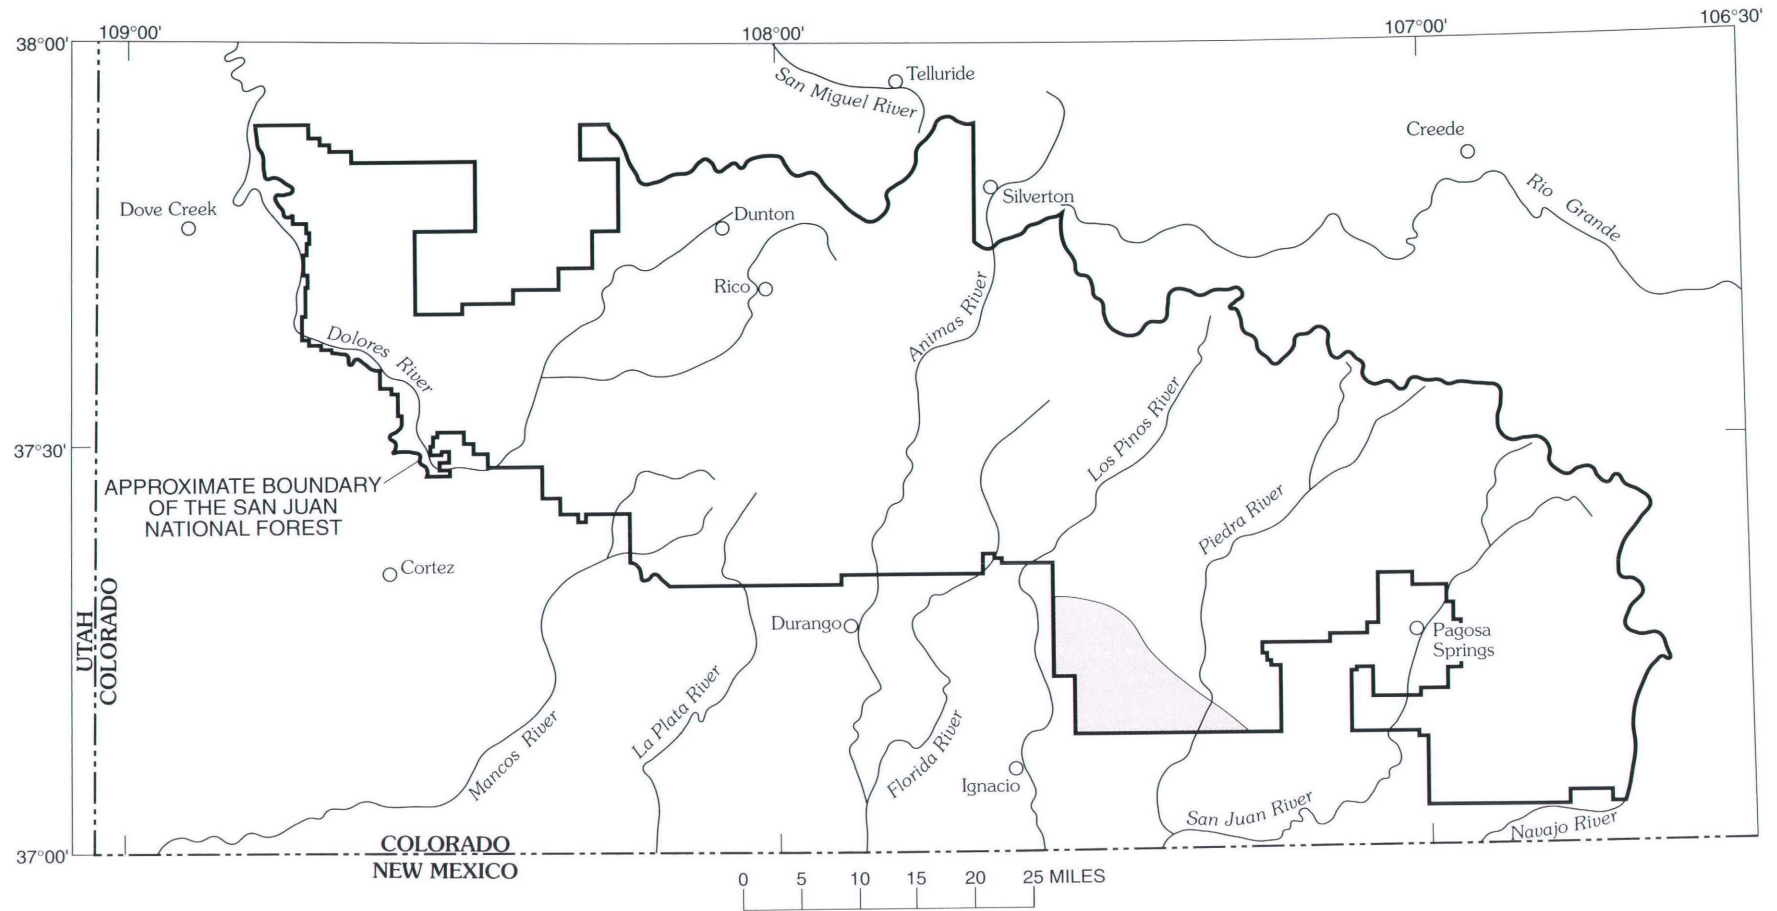 109°00'
108°00'
107°00'
106°30'
38°00'
San Miguel River
Telluride
Creede
Rio Grande
Silverton
Dove Creek
Dunton
Rico
Animas River
Dolores River
Los Pinos River
37°30'
APPROXIMATE BOUNDARY
OF THE SAN JUAN
NATIONAL FOREST
Piedra River
Cortez
UTAH
COLORADO
Durango
Pagosa
Springs
La Plata River
Mancos River
Florida River
Ignacio
San Juan River
Navajo River
37°00'
COLORADO
NEW MEXICO
0 5 10 15 20 25 MILES